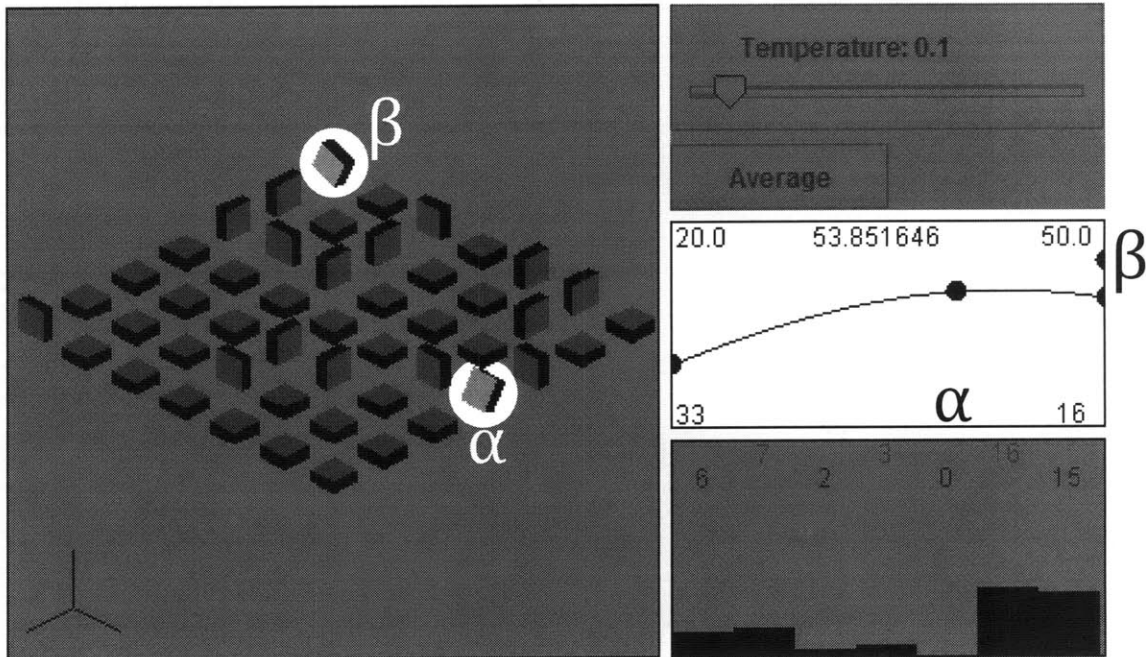 β
α
Temperature: 0.1
Average
20.0 53.851646 50.0
β
33 α 16
7 3 16
6 2 0 15